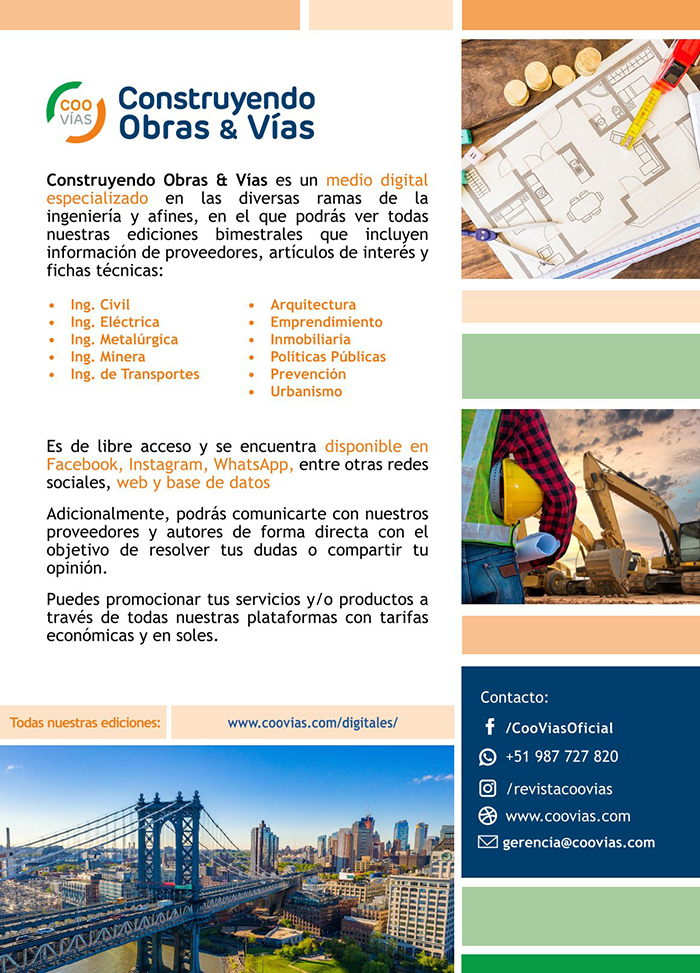 COO
VÍAS
Construyendo
Obras & Vías
Construyendo Obras & Vías es un medio digital
especializado en las diversas ramas de la
ingeniería y afines, en el que podrás ver todas
nuestras ediciones bimestrales que incluyen
información de proveedores, artículos de interés y
fichas técnicas:
• Ing. Civil
• Ing. Eléctrica
• Ing. Metalúrgica
• Ing. Minera
• Ing. de Transportes
• Arquitectura
• Emprendimiento
• Inmobiliaria
• Políticas Públicas
• Prevención
• Urbanismo
Es de libre acceso y se encuentra disponible en
Facebook, Instagram, WhatsApp, entre otras redes
sociales, web y base de datos
Adicionalmente, podrás comunicarte con nuestros
proveedores y autores de forma directa con el
objetivo de resolver tus dudas o compartir tu
opinión.
Puedes promocionar tus servicios y/o productos a
través de todas nuestras plataformas con tarifas
económicas y en soles.
Todas nuestras ediciones:
www.coovias.com/digitales/
Contacto:
/CooViasOficial
+51 987 727 820
/revistacoovias
www.coovias.com
gerencia@coovias.com